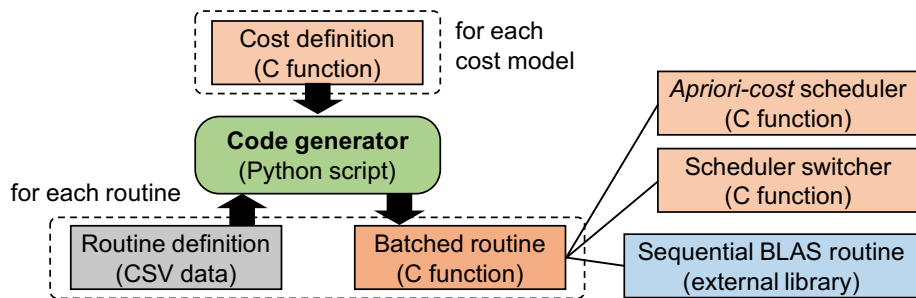 Cost definition
(C function)
for each
cost model
Code generator
(Python script)
for each routine
Routine definition
(CSV data)
Batched routine
(C function)
Apriori-cost scheduler
(C function)
Scheduler switcher
(C function)
Sequential BLAS routine
(external library)